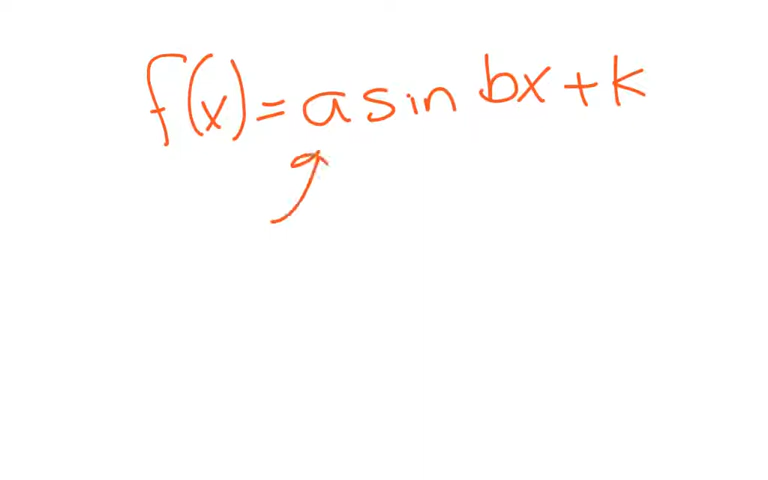 f(x) = a sin bx + k